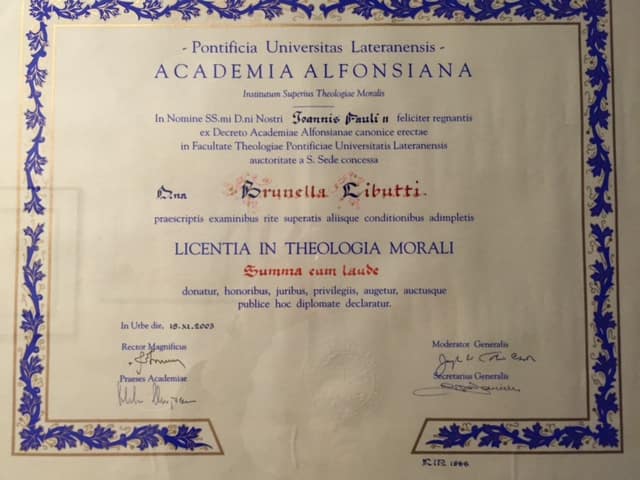 - Pontificia Universitas Lateranensis -
ACADEMIA ALFONSIANA
Institutum Superius Theologiae Moralis
In Nomine SS.mi D.ni Nostri Joannis Pauli II feliciter regnantis
ex Decreto Academiae Alfonsianae canonice erectae
in Facultate Theologiae Pontificiae Universitatis Lateranensis
auctoritate a S. Sede concessa
Dna Brunella Libutti
praescriptis examinibus rite superatis aliisque conditionibus adimpletis
LICENTIA IN THEOLOGIA MORALI
Summa cum laude
donatur, honoribus, juribus, privilegiis, augetur, auctusque
publice hoc diplomate declaratur.
In Urbe die, 18.XI.2003
Rector Magnificus
Moderator Generalis
Praeses Academiae
Secretarius Generalis